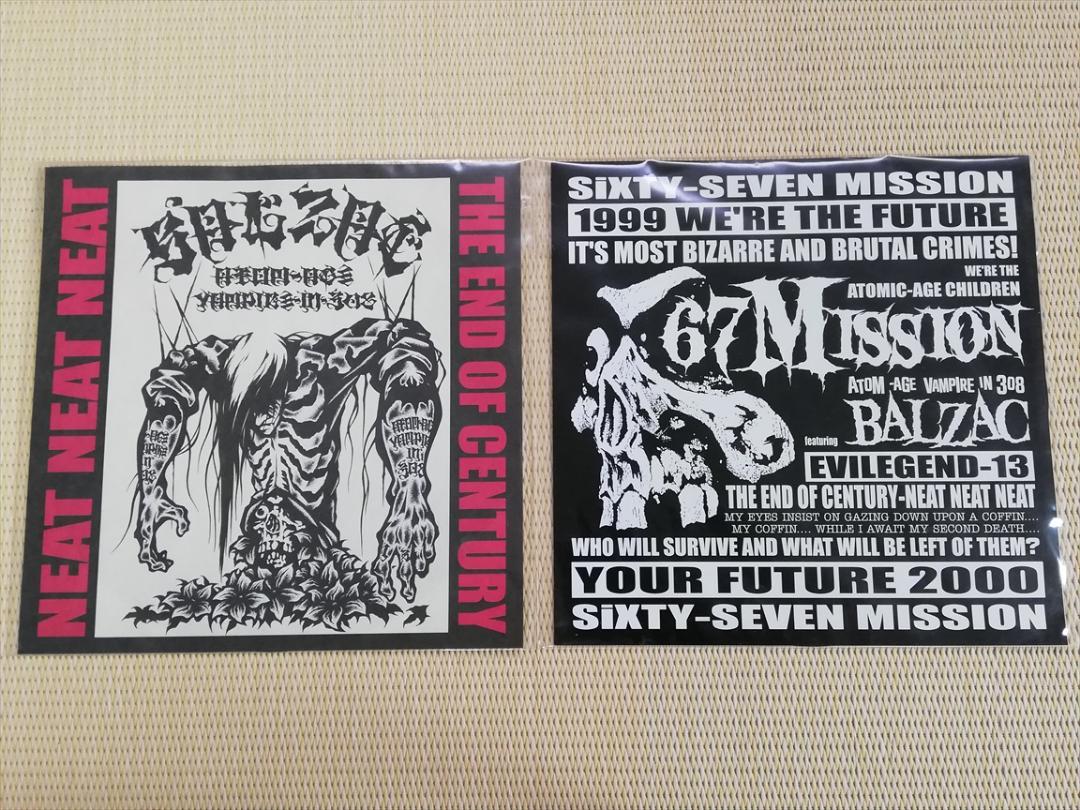 NEAT NEAT NEAT
BALZAC
ATOM-AGE
VAMPIRE-IN-308
THE END OF CENTURY
SiXTY-SEVEN MISSION
1999 WE'RE THE FUTURE
IT'S MOST BIZARRE AND BRUTAL CRIMES!
WE'RE THE
ATOMIC-AGE CHILDREN
67 MISSION
ATOM-AGE VAMPIRE IN 308
featuring BALZAC
EVILEGEND-13
THE END OF CENTURY-NEAT NEAT NEAT
MY EYES INSIST ON GAZING DOWN UPON A COFFIN....
MY COFFIN.... WHILE I AWAIT MY SECOND DEATH....
WHO WILL SURVIVE AND WHAT WILL BE LEFT OF THEM?
YOUR FUTURE 2000
SiXTY-SEVEN MISSION